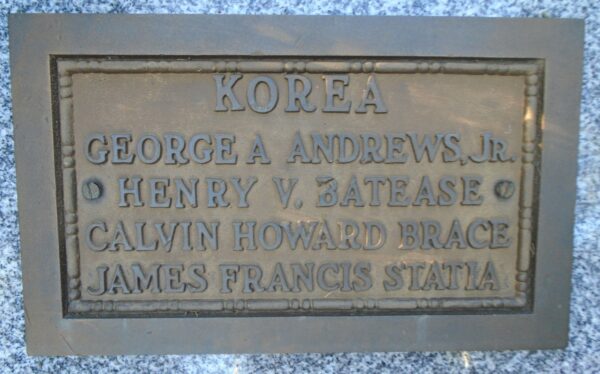 KOREA
GEORGE A ANDREWS, JR.
HENRY V. BATEASE
CALVIN HOWARD BRACE
JAMES FRANCIS STATIA